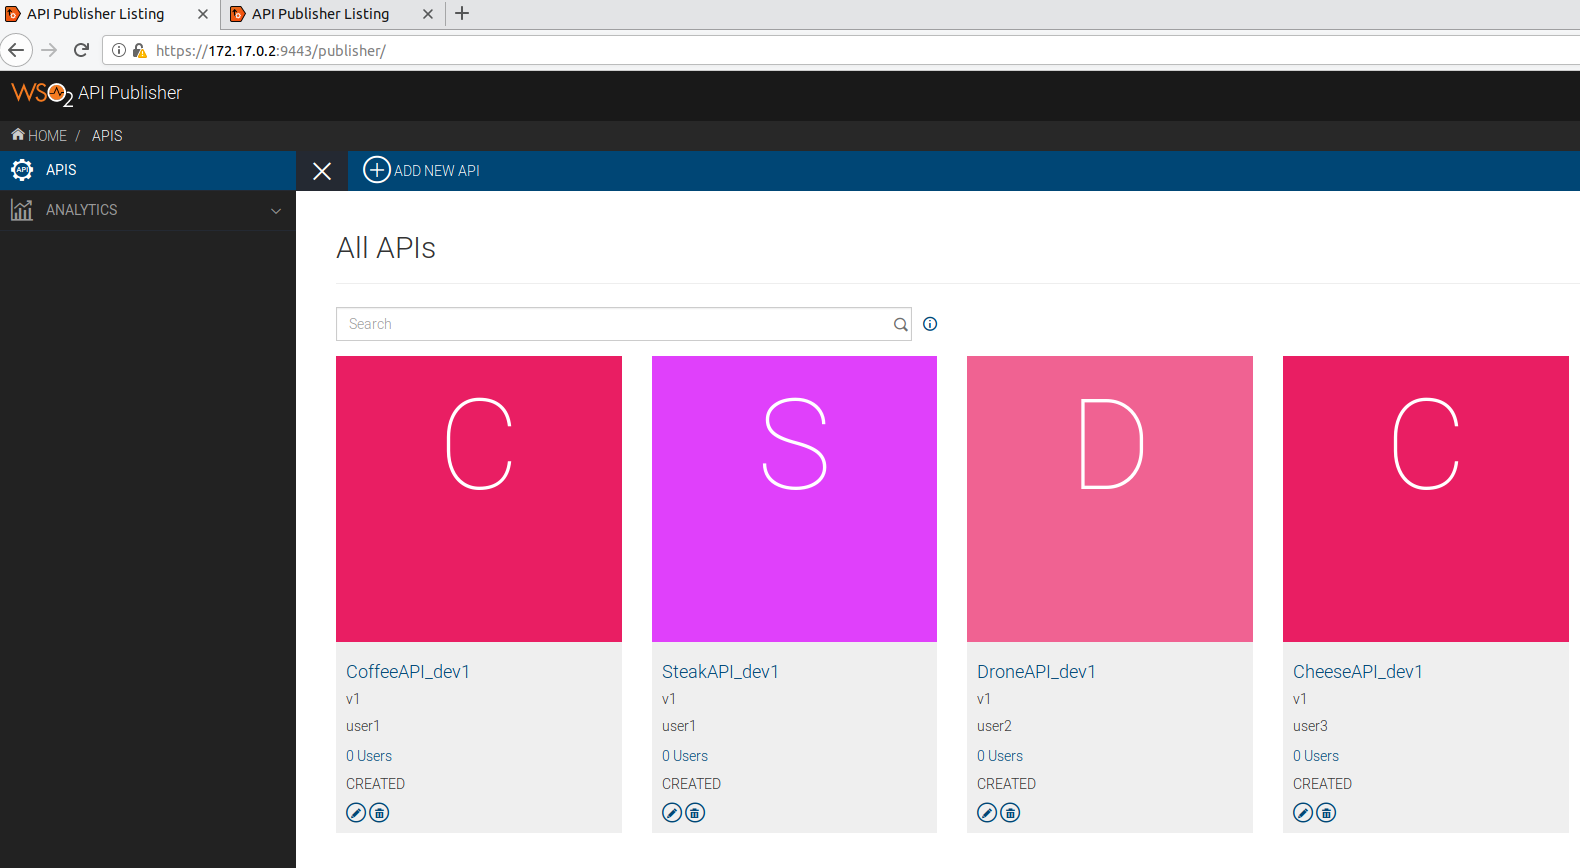 API Publisher Listing
API Publisher Listing
https://172.17.0.2:9443/publisher/
WSO2 API Publisher
HOME / APIS
API APIS
ADD NEW API
ANALYTICS
All APIs
Search
C
S
D
C
CoffeeAPI_dev1
v1
user1
0 Users
CREATED
SteakAPI_dev1
v1
user1
0 Users
CREATED
DroneAPI_dev1
v1
user2
0 Users
CREATED
CheeseAPI_dev1
v1
user3
0 Users
CREATED